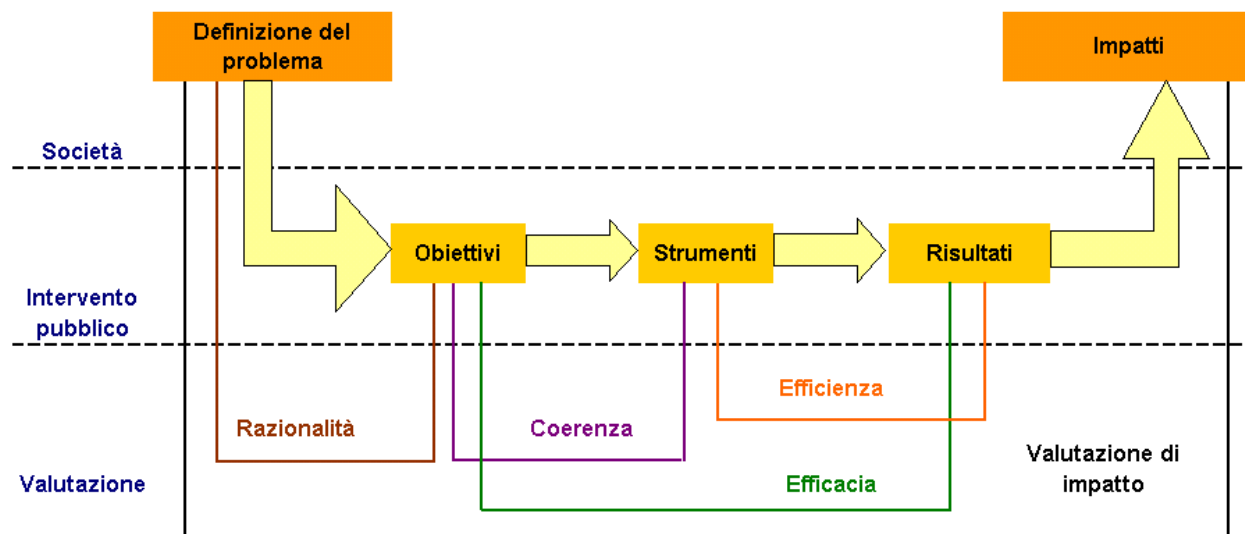 Definizione del
problema
Impatti
Società
Obiettivi
Strumenti
Risultati
Intervento
pubblico
Efficienza
Razionalità
Coerenza
Valutazione di
impatto
Valutazione
Efficacia